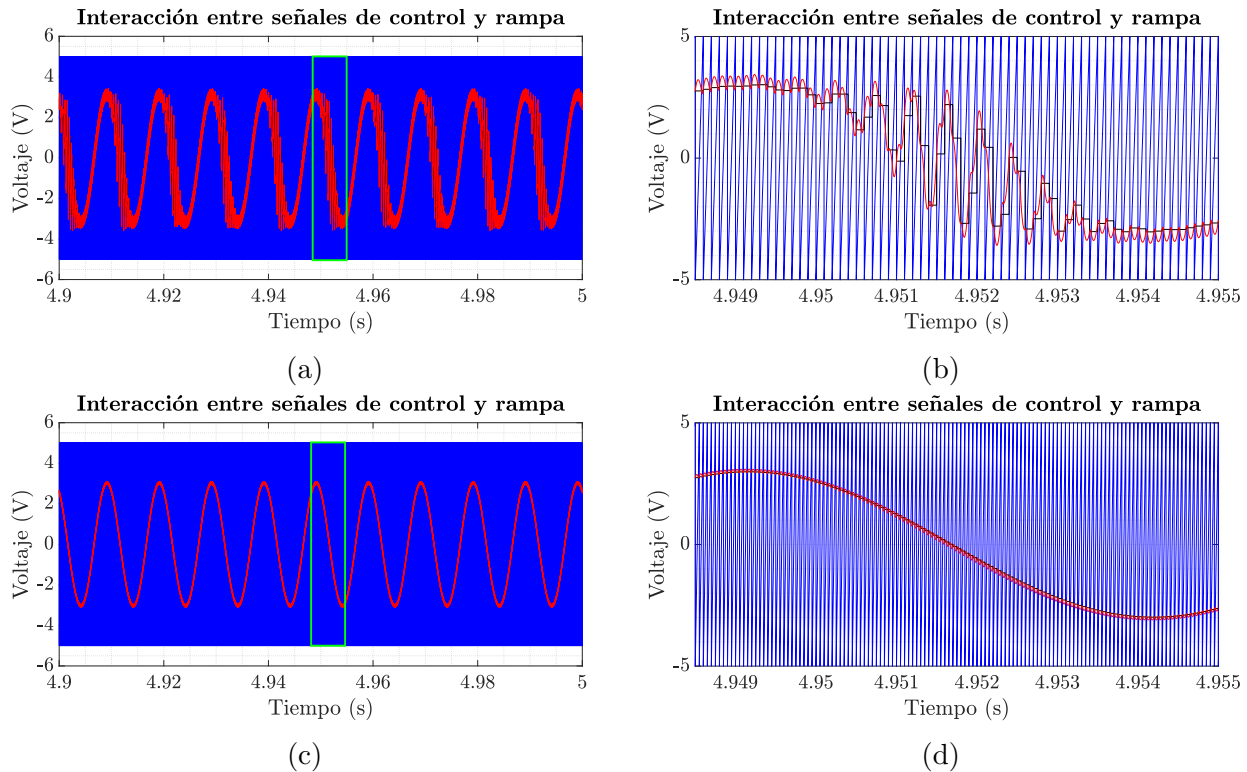 Interacción entre señales de control y rampa
Voltaje (V)
6
4
2
0
-2
-4
-6
4.9 4.92 4.94 4.96 4.98 5
Tiempo (s)
(a)
Interacción entre señales de control y rampa
Voltaje (V)
5
0
-5
4.949 4.95 4.951 4.952 4.953 4.954 4.955
Tiempo (s)
(b)
Interacción entre señales de control y rampa
Voltaje (V)
6
4
2
0
-2
-4
-6
4.9 4.92 4.94 4.96 4.98 5
Tiempo (s)
(c)
Interacción entre señales de control y rampa
Voltaje (V)
5
0
-5
4.949 4.95 4.951 4.952 4.953 4.954 4.955
Tiempo (s)
(d)